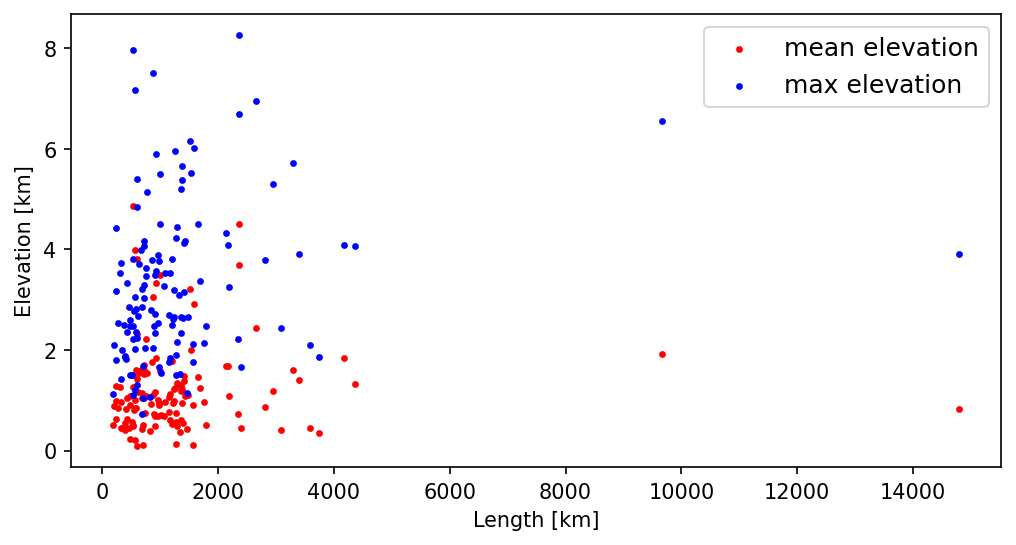 mean elevation
max elevation
Elevation [km]
8
6
4
2
0
0 2000 4000 6000 8000 10000 12000 14000
Length [km]